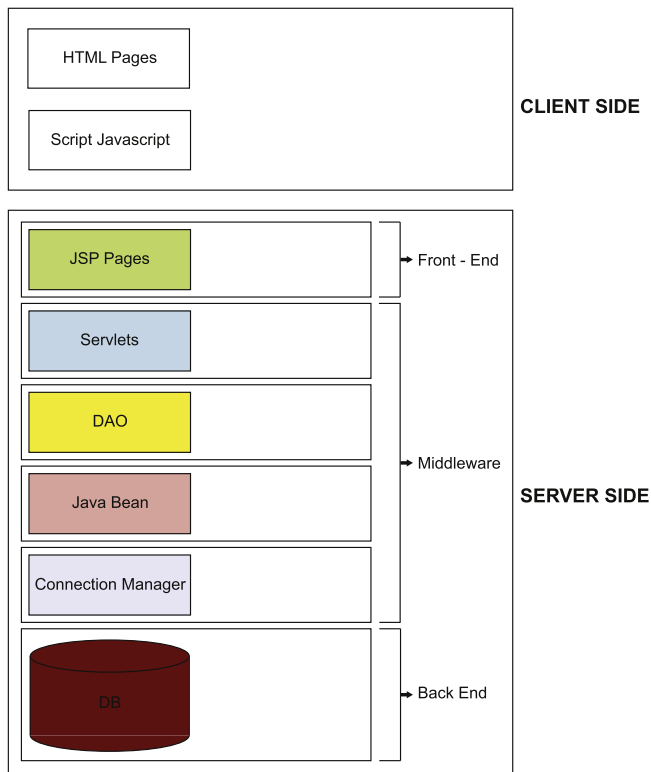 HTML Pages
Script Javascript
CLIENT SIDE
JSP Pages
Front - End
Servlets
DAO
Middleware
Java Bean
SERVER SIDE
Connection Manager
DB
Back End